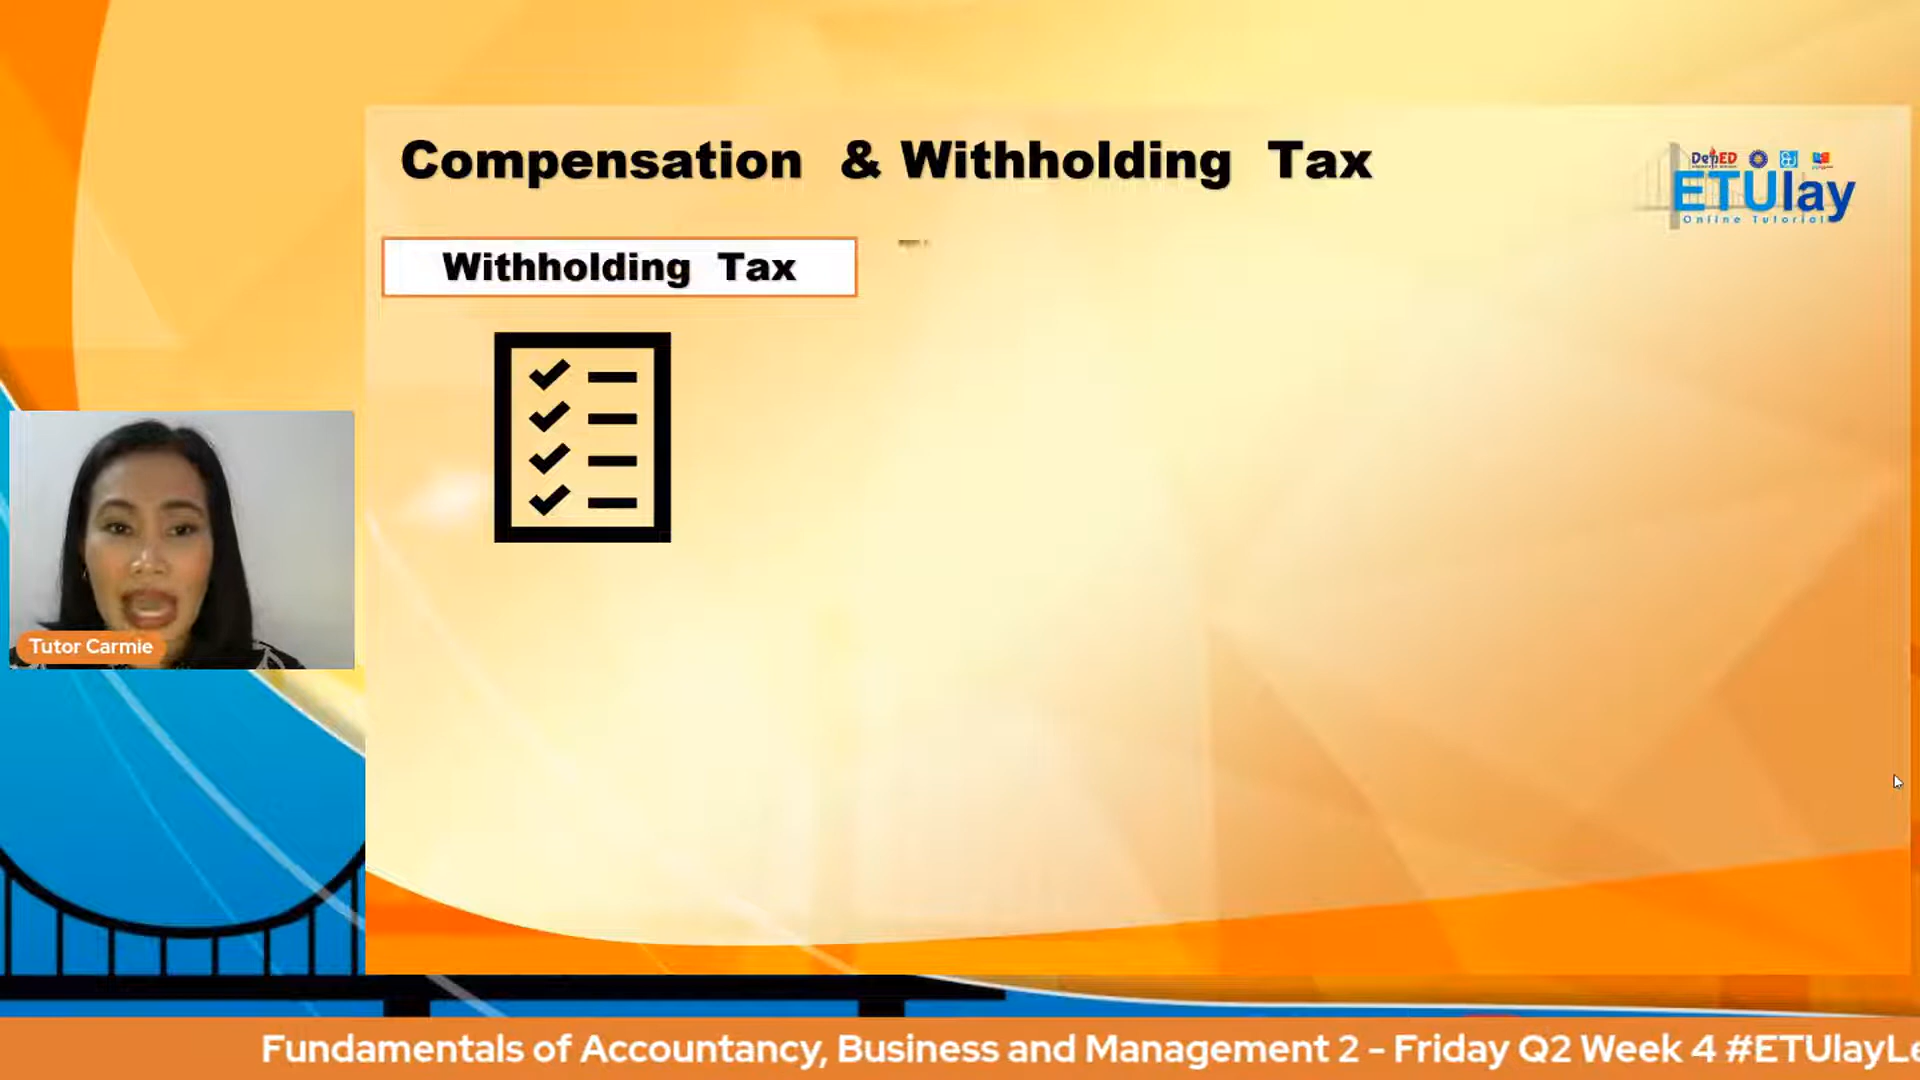 Compensation & Withholding Tax
DepED
ETUlay
Online Tutorial
Withholding Tax
Tutor Carmie
Fundamentals of Accountancy, Business and Management 2 - Friday Q2 Week 4 #ETUlayLe